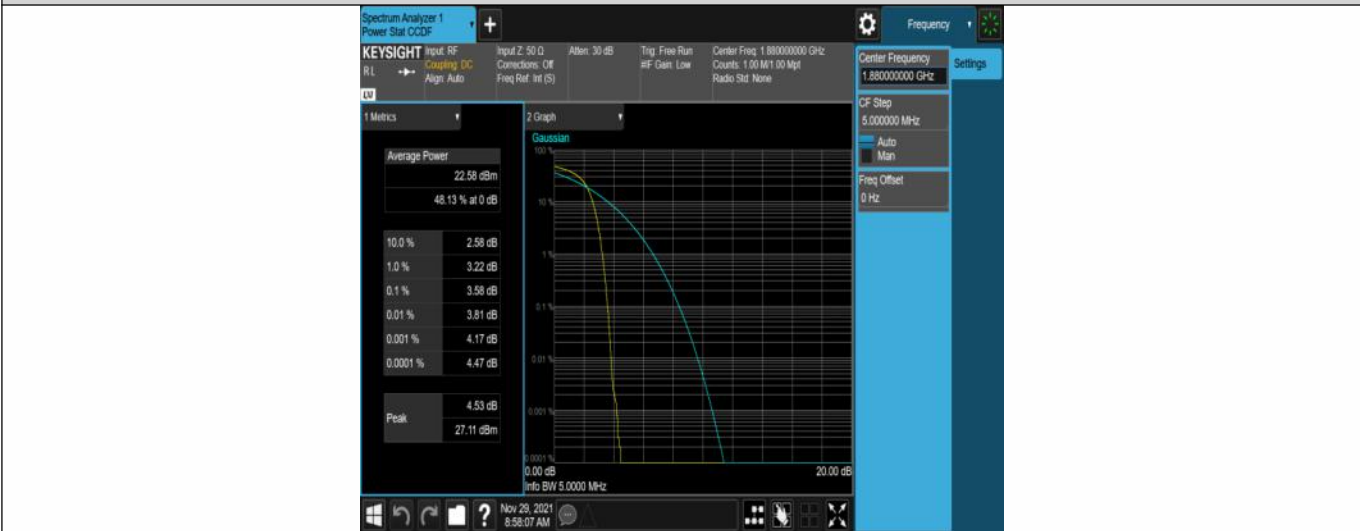 Spectrum Analyzer 1
Power Stat CCDF
+
Frequency
KEYSIGHT
RL
LXI
Input: RF
Coupling: DC
Align: Auto
Input Z: 50 Ω
Corrections: Off
Freq Ref: Int (S)
Atten: 30 dB
Trig: Free Run
#IF Gain: Low
Center Freq: 1.880000000 GHz
Counts: 1.00 M/1.00 Mpt
Radio Std: None
Center Frequency
1.880000000 GHz
Settings
CF Step
5.000000 MHz
Auto
Man
Freq Offset
0 Hz
1 Metrics
Average Power
22.58 dBm
48.13 % at 0 dB
10.0 % 2.58 dB
1.0 % 3.22 dB
0.1 % 3.58 dB
0.01 % 3.81 dB
0.001 % 4.17 dB
0.0001 % 4.47 dB
Peak
4.53 dB
27.11 dBm
2 Graph
Gaussian
100 %
10 %
1 %
0.1 %
0.01 %
0.001 %
0.0001 %
0.00 dB 20.00 dB
Info BW 5.0000 MHz
?
Nov 29, 2021
8:58:07 AM